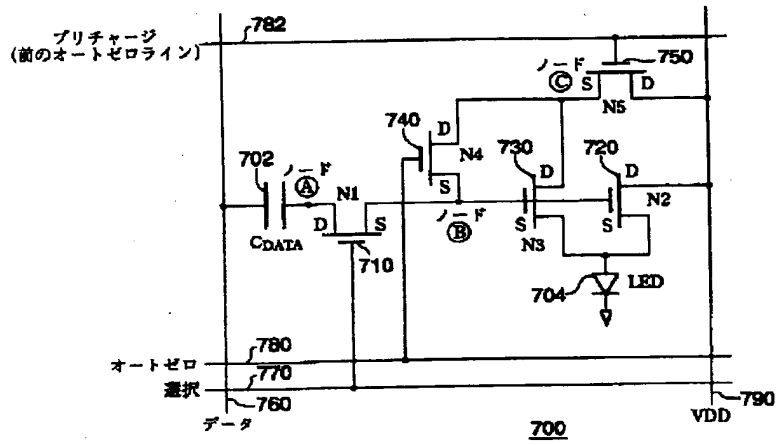 プリチャージ
(前のオートゼロライン)
782
ノード
Ⓒ
750
S
D
N5
740
D
N4
S
730
D
720
D
702
ノード
Ⓐ
N1
D
S
CDATA
710
ノード
Ⓑ
S
N3
S
N2
704
LED
オートゼロ
780
選択
770
760
データ
790
VDD
700